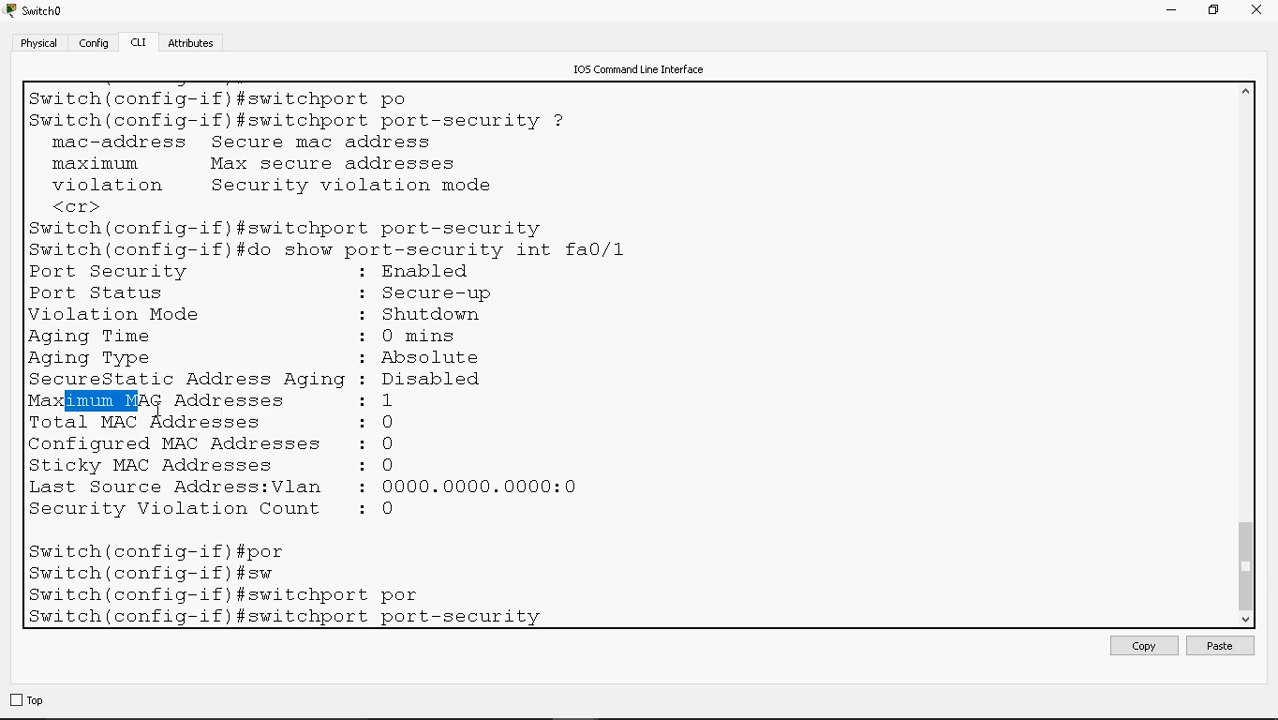 Switch0
Physical Config CLI Attributes
IOS Command Line Interface
Switch(config-if)#switchport po
Switch(config-if)#switchport port-security ?
mac-address Secure mac address
maximum Max secure addresses
violation Security violation mode
<cr>
Switch(config-if)#switchport port-security
Switch(config-if)#do show port-security int fa0/1
Port Security : Enabled
Port Status : Secure-up
Violation Mode : Shutdown
Aging Time : 0 mins
Aging Type : Absolute
SecureStatic Address Aging : Disabled
Maximum MAC Addresses : 1
Total MAC Addresses : 0
Configured MAC Addresses : 0
Sticky MAC Addresses : 0
Last Source Address:Vlan : 0000.0000.0000:0
Security Violation Count : 0
Switch(config-if)#por
Switch(config-if)#sw
Switch(config-if)#switchport por
Switch(config-if)#switchport port-security
Copy Paste
Top